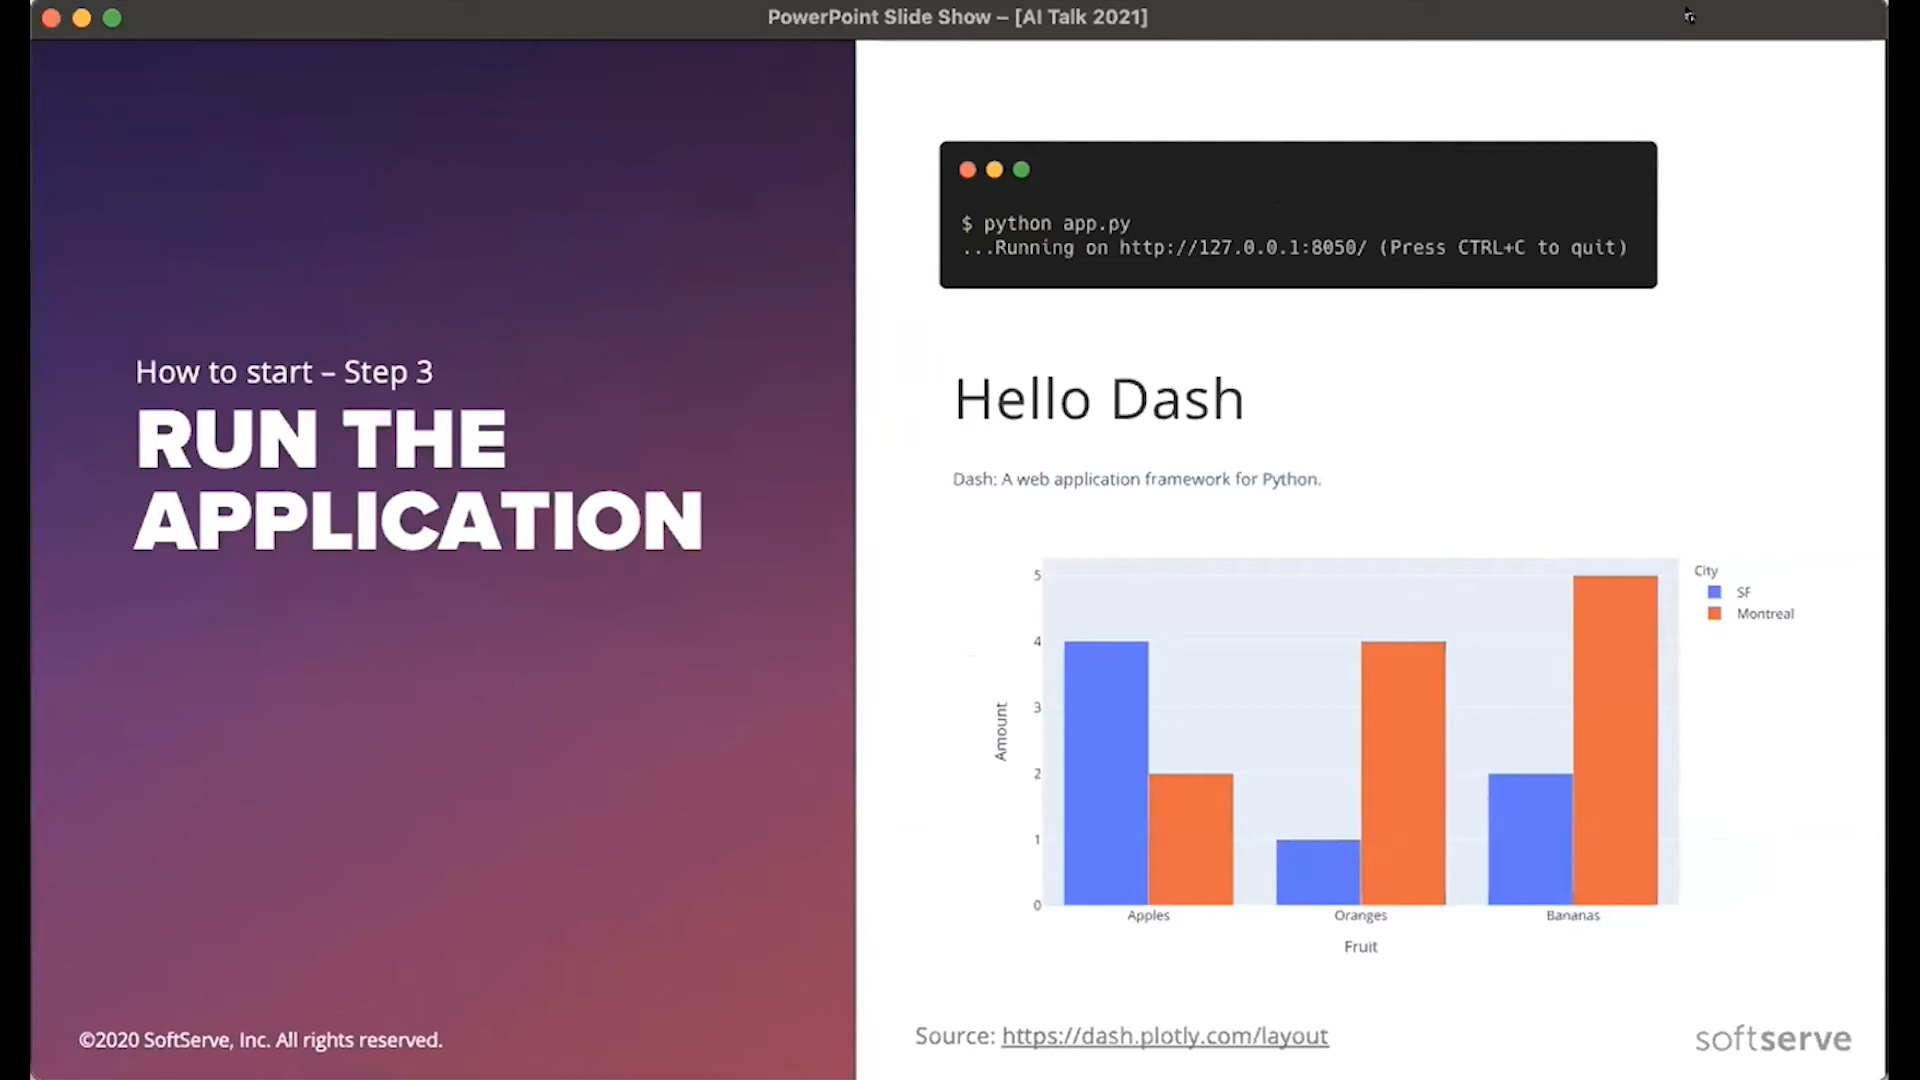 PowerPoint Slide Show – [AI Talk 2021]
How to start – Step 3
RUN THE
APPLICATION
©2020 SoftServe, Inc. All rights reserved.
$ python app.py
...Running on http://127.0.0.1:8050/ (Press CTRL+C to quit)
Hello Dash
Dash: A web application framework for Python.
5
4
3
2
1
0
Amount
Apples
Oranges
Bananas
Fruit
City
SF
Montreal
Source: https://dash.plotly.com/layout
softserve